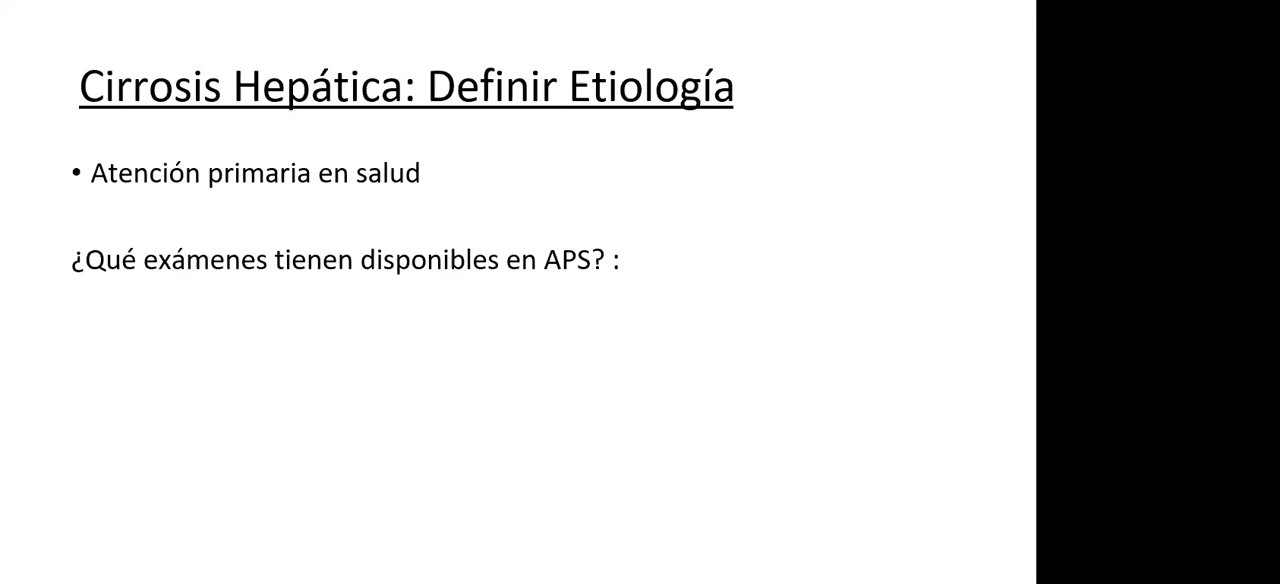 Cirrosis Hepática: Definir Etiología
• Atención primaria en salud
¿Qué exámenes tienen disponibles en APS? :